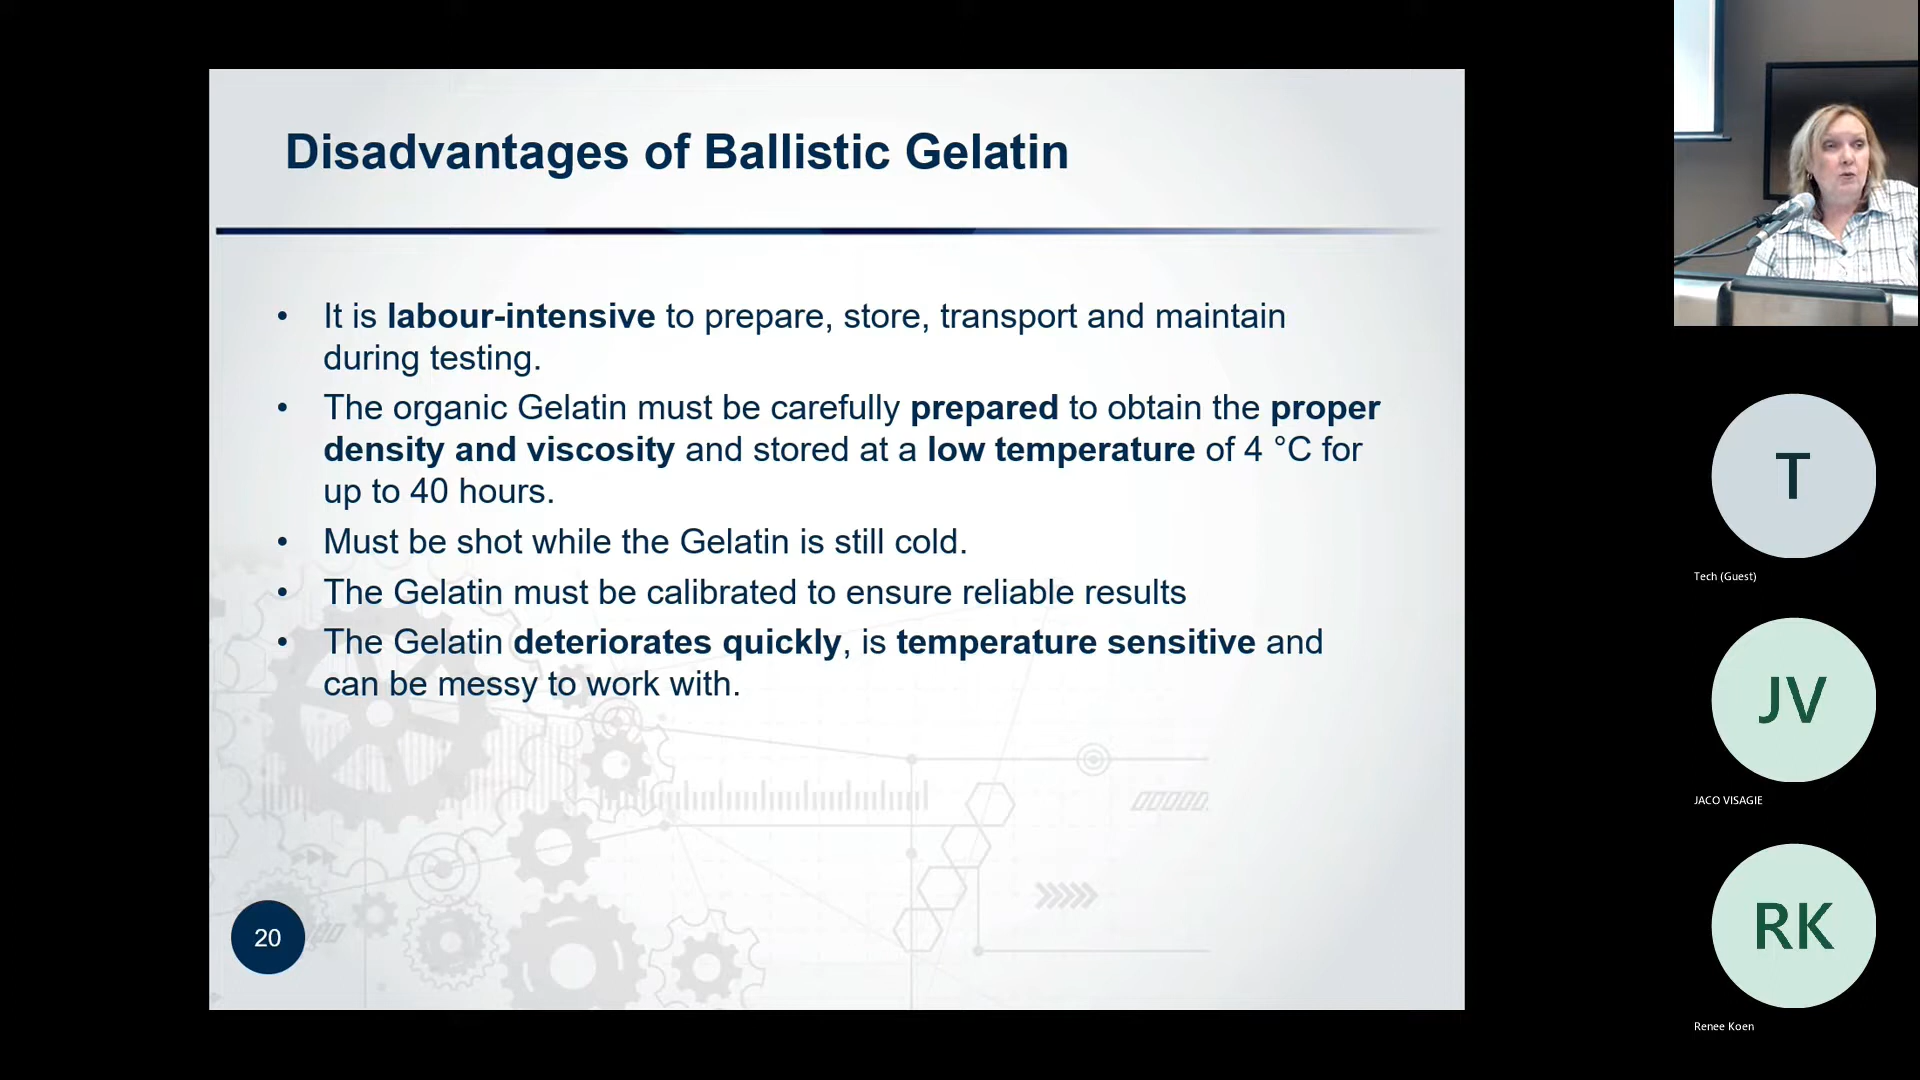 Disadvantages of Ballistic Gelatin
• It is labour-intensive to prepare, store, transport and maintain
during testing.
• The organic Gelatin must be carefully prepared to obtain the proper
density and viscosity and stored at a low temperature of 4 °C for
up to 40 hours.
• Must be shot while the Gelatin is still cold.
• The Gelatin must be calibrated to ensure reliable results
• The Gelatin deteriorates quickly, is temperature sensitive and
can be messy to work with.
20
T
Tech (Guest)
JV
JACO VISAGIE
RK
Renee Koen